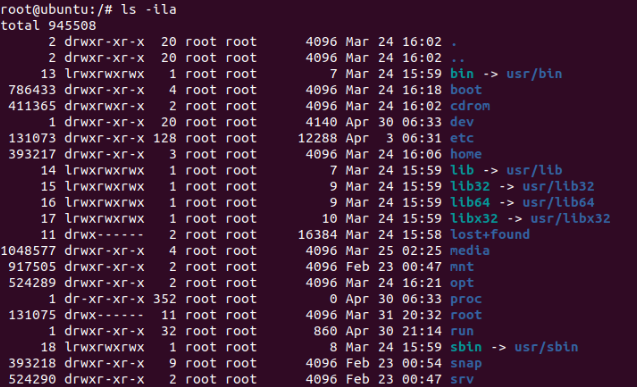 root@ubuntu:/# ls -ila
total 945508
      2 drwxr-xr-x  20 root root      4096 Mar 24 16:02 .
      2 drwxr-xr-x  20 root root      4096 Mar 24 16:02 ..
     13 lrwxrwxrwx   1 root root         7 Mar 24 15:59 bin -> usr/bin
 786433 drwxr-xr-x   4 root root      4096 Mar 24 16:18 boot
 411365 drwxrwxr-x   2 root root      4096 Mar 24 16:02 cdrom
      1 drwxr-xr-x  20 root root      4140 Apr 30 06:33 dev
 131073 drwxr-xr-x 128 root root     12288 Apr  3 06:31 etc
 393217 drwxr-xr-x   3 root root      4096 Mar 24 16:06 home
     14 lrwxrwxrwx   1 root root         7 Mar 24 15:59 lib -> usr/lib
     15 lrwxrwxrwx   1 root root         9 Mar 24 15:59 lib32 -> usr/lib32
     16 lrwxrwxrwx   1 root root         9 Mar 24 15:59 lib64 -> usr/lib64
     17 lrwxrwxrwx   1 root root        10 Mar 24 15:59 libx32 -> usr/libx32
     11 drwx------   2 root root     16384 Mar 24 15:58 lost+found
1048577 drwxr-xr-x   4 root root      4096 Mar 25 02:25 media
 917505 drwxr-xr-x   2 root root      4096 Feb 23 00:47 mnt
 524289 drwxr-xr-x   2 root root      4096 Mar 24 16:21 opt
      1 dr-xr-xr-x 352 root root         0 Apr 30 06:33 proc
 131075 drwx------  11 root root      4096 Mar 31 20:32 root
      1 drwxr-xr-x  32 root root       860 Apr 30 21:14 run
     18 lrwxrwxrwx   1 root root         8 Mar 24 15:59 sbin -> usr/sbin
 393218 drwxr-xr-x   9 root root      4096 Feb 23 00:54 snap
 524290 drwxr-xr-x   2 root root      4096 Feb 23 00:47 srv